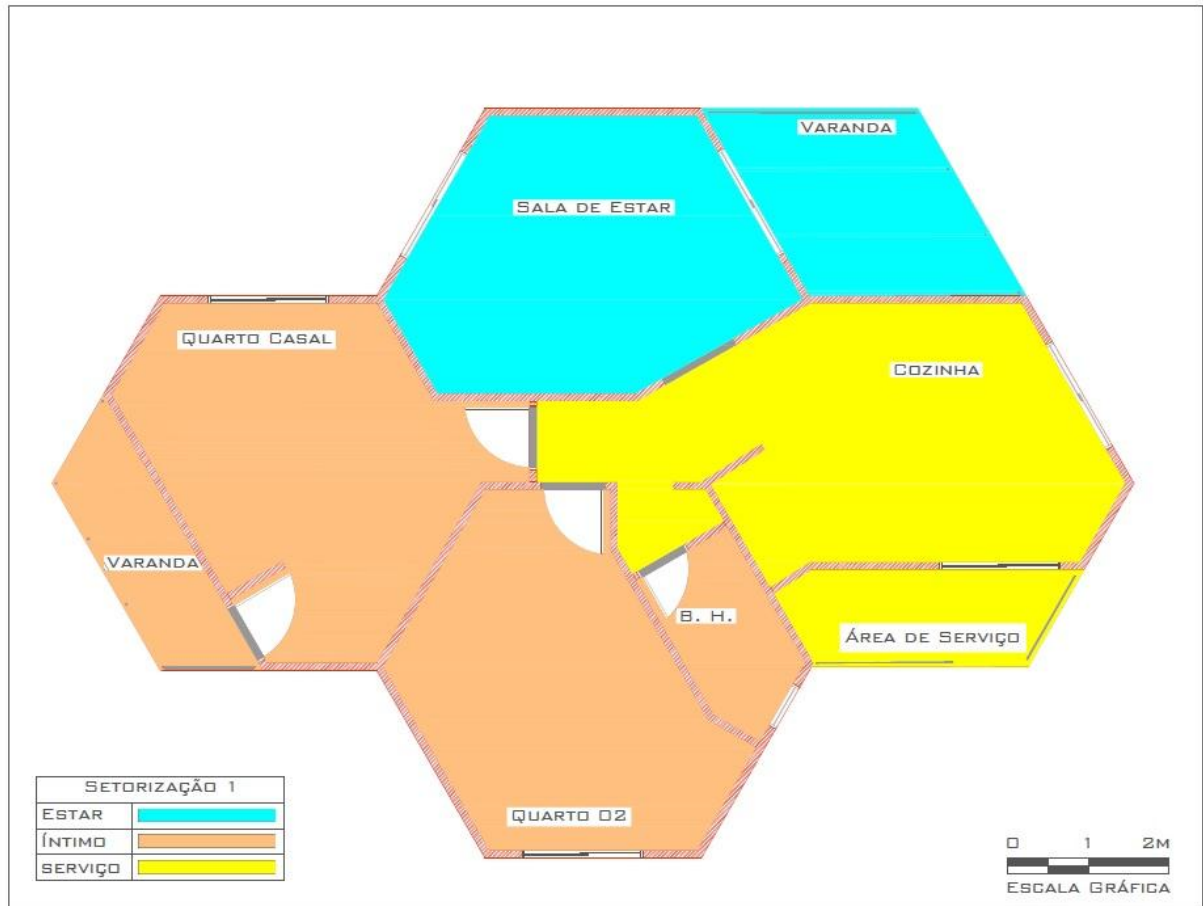 VARANDA
SALA DE ESTAR
QUARTO CASAL
COZINHA
VARANDA
B. H.
ÁREA DE SERVIÇO
QUARTO 02
SETORIZAÇÃO 1
ESTAR
ÍNTIMO
SERVIÇO
0 1 2M
ESCALA GRÁFICA